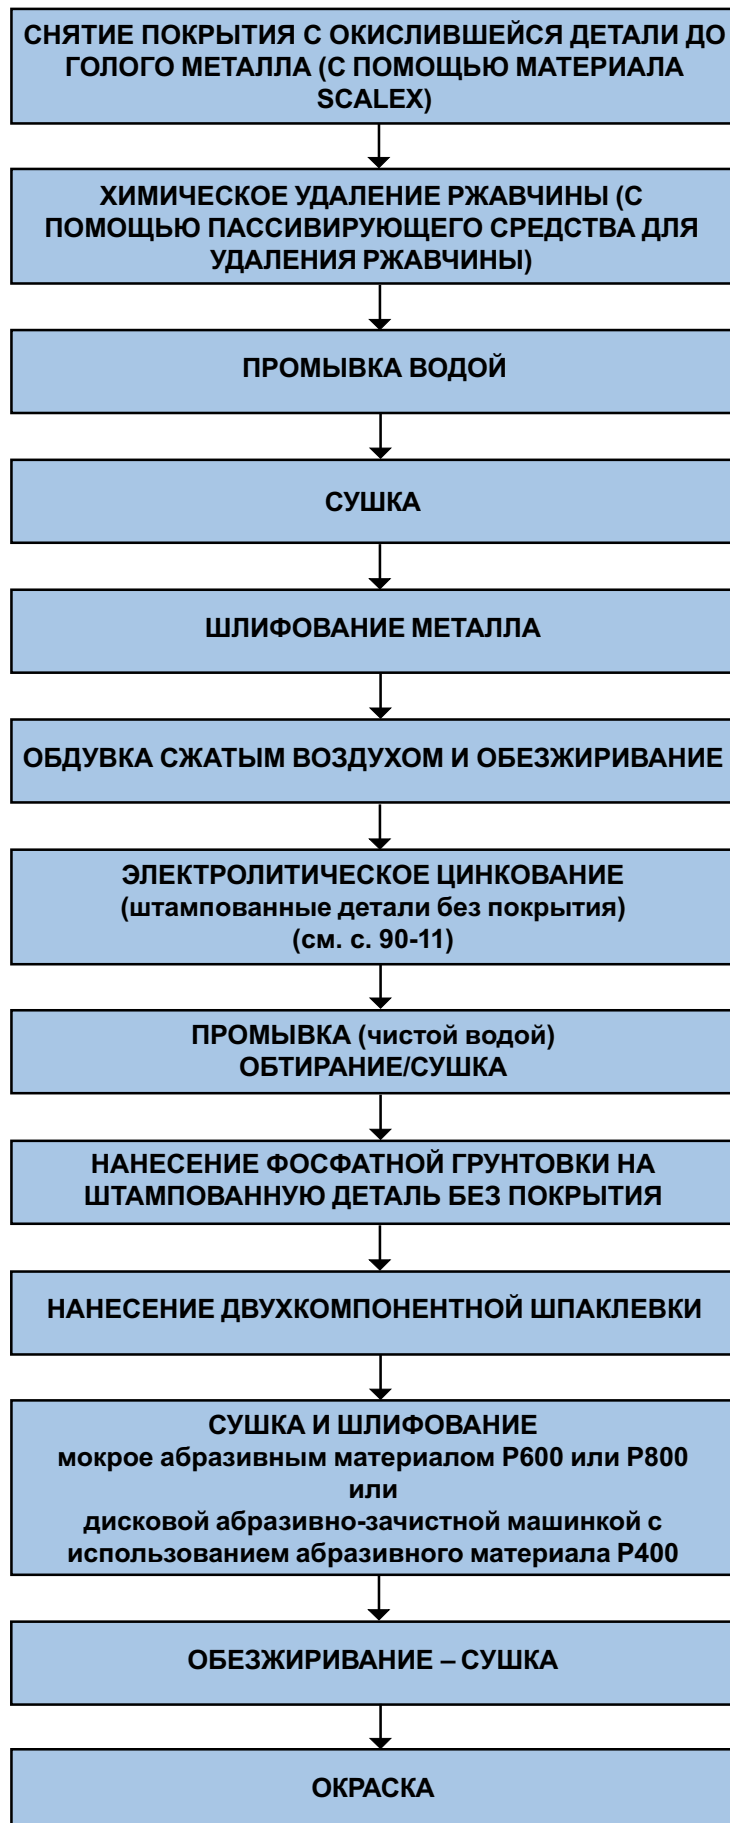 СНЯТИЕ ПОКРЫТИЯ С ОКИСЛИВШЕЙСЯ ДЕТАЛИ ДО
ГОЛОГО МЕТАЛЛА (С ПОМОЩЬЮ МАТЕРИАЛА
SCALEX)
ХИМИЧЕСКОЕ УДАЛЕНИЕ РЖАВЧИНЫ (С
ПОМОЩЬЮ ПАССИВИРУЮЩЕГО СРЕДСТВА ДЛЯ
УДАЛЕНИЯ РЖАВЧИНЫ)
ПРОМЫВКА ВОДОЙ
СУШКА
ШЛИФОВАНИЕ МЕТАЛЛА
ОБДУВКА СЖАТЫМ ВОЗДУХОМ И ОБЕЗЖИРИВАНИЕ
ЭЛЕКТРОЛИТИЧЕСКОЕ ЦИНКОВАНИЕ
(штампованные детали без покрытия)
(см. с. 90-11)
ПРОМЫВКА (чистой водой)
ОБТИРАНИЕ/СУШКА
НАНЕСЕНИЕ ФОСФАТНОЙ ГРУНТОВКИ НА
ШТАМПОВАННУЮ ДЕТАЛЬ БЕЗ ПОКРЫТИЯ
НАНЕСЕНИЕ ДВУХКОМПОНЕНТНОЙ ШПАКЛЕВКИ
СУШКА И ШЛИФОВАНИЕ
мокрое абразивным материалом P600 или P800
или
дисковой абразивно-зачистной машинкой с
использованием абразивного материала P400
ОБЕЗЖИРИВАНИЕ – СУШКА
ОКРАСКА